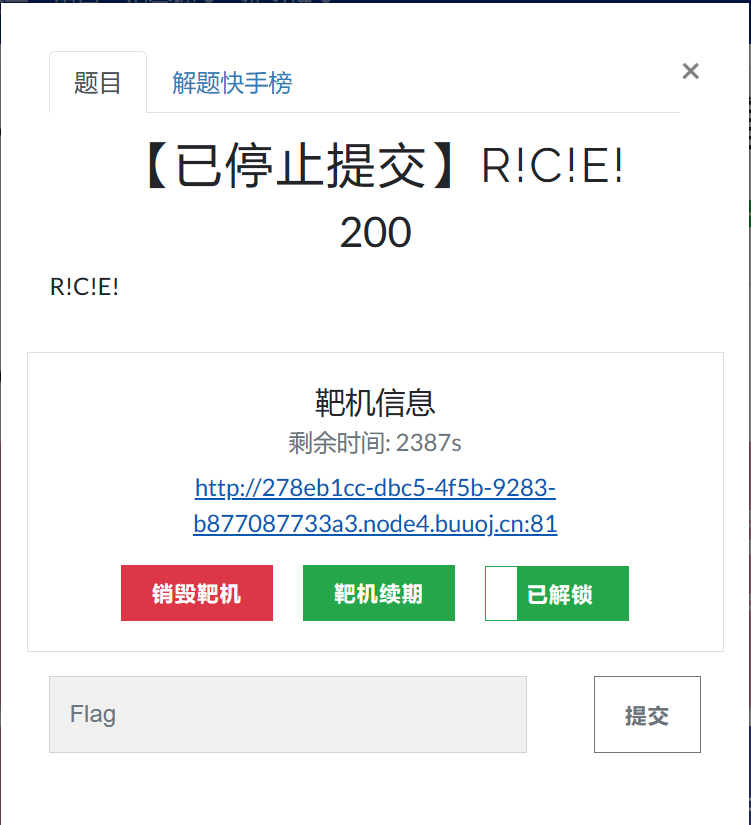 题目 解题快手榜 ×
【已停止提交】R!C!E!
200
R!C!E!
靶机信息
剩余时间: 2387s
http://278eb1cc-dbc5-4f5b-9283-
b877087733a3.node4.buuoj.cn:81
销毁靶机 靶机续期 已解锁
Flag 提交